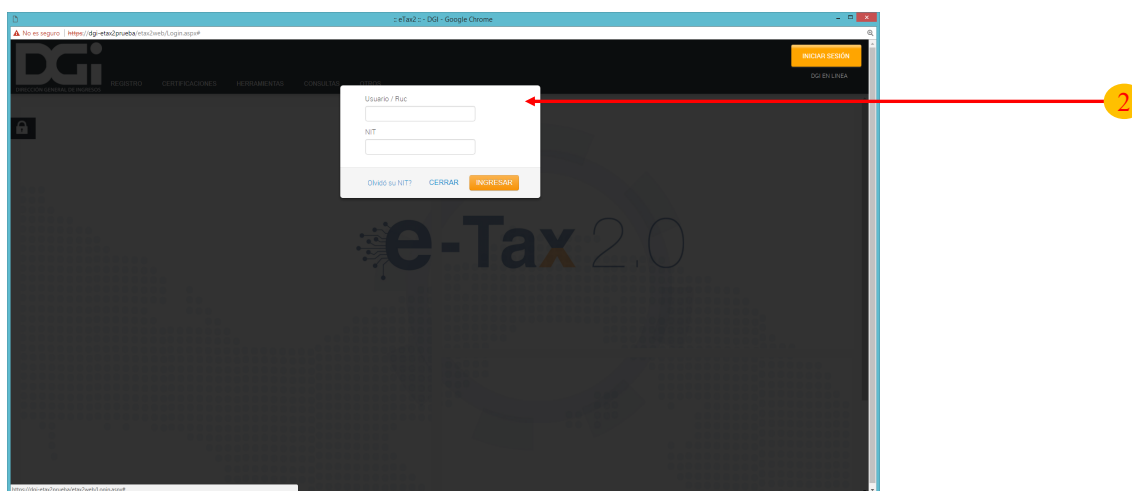 :: eTax2 :: - DGI - Google Chrome
No es seguro | https://dgi-etax2prueba/etax2web/Login.aspx#
DGi
DIRECCIÓN GENERAL DE INGRESOS
REGISTRO CERTIFICACIONES HERRAMIENTAS CONSULTAS OTROS
INICIAR SESIÓN
DGI EN LINEA
Usuario / Ruc
NIT
Olvidó su NIT? CERRAR INGRESAR
2
e-Tax 2,0
https://dgi-etax2prueba/etax2web/Login.aspx#